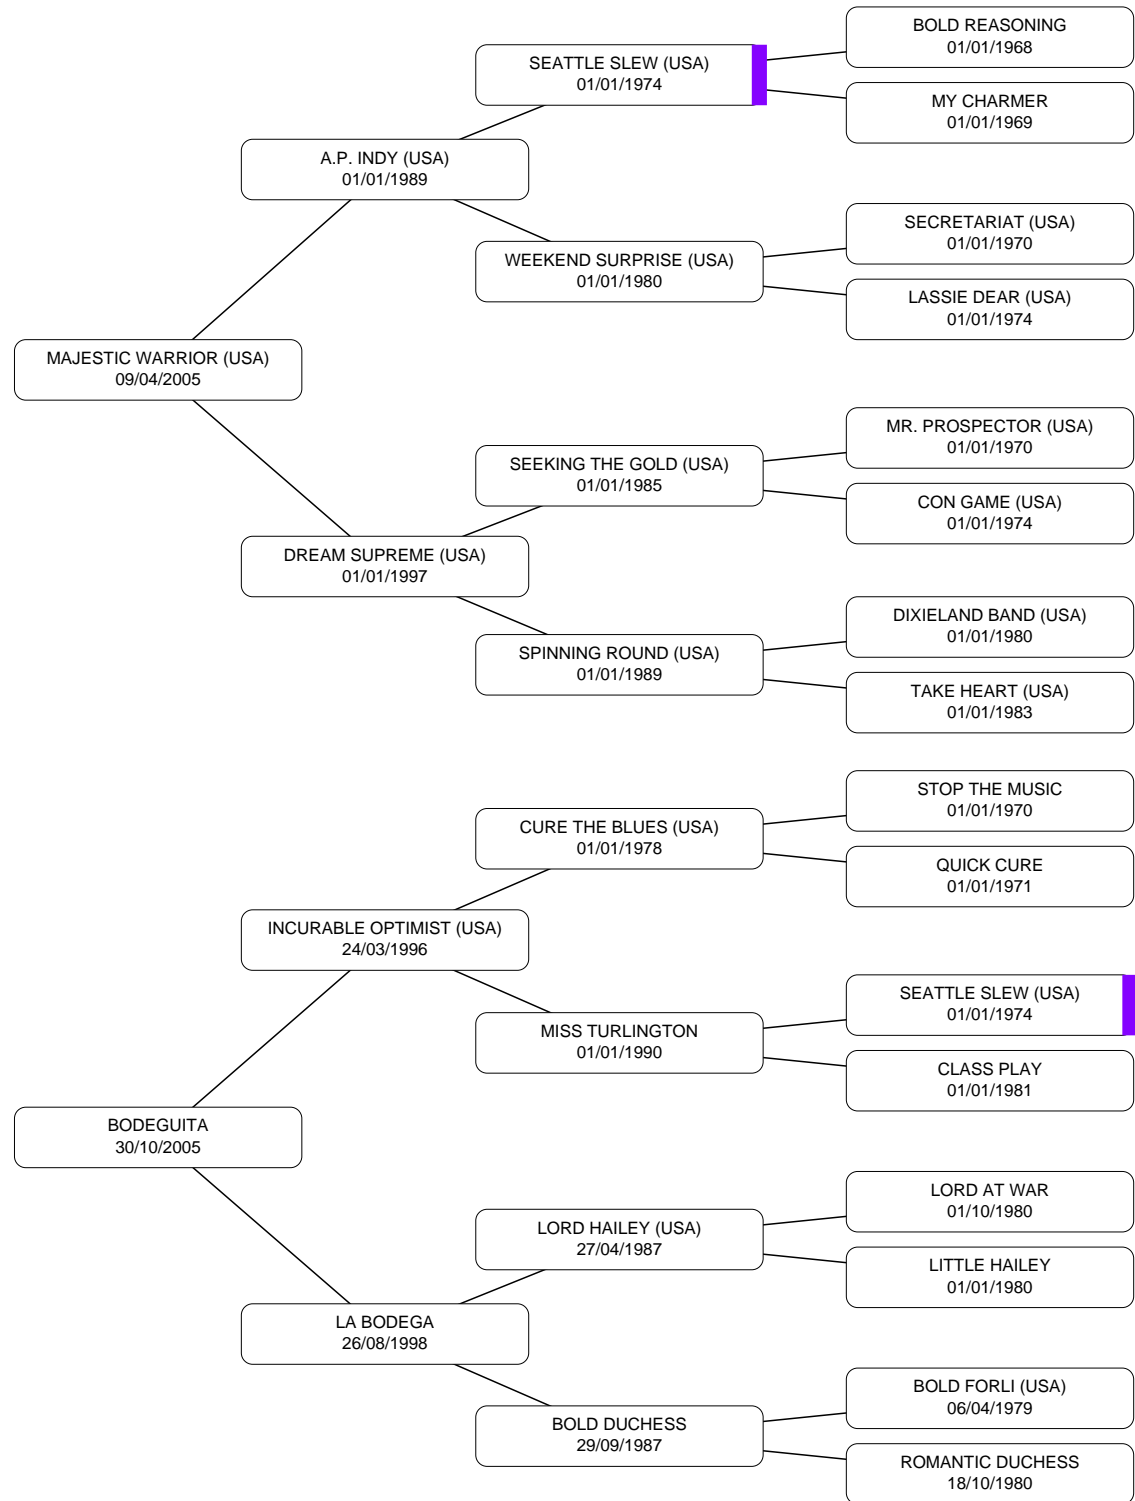 BOLD REASONING
01/01/1968
SEATTLE SLEW (USA)
01/01/1974
MY CHARMER
01/01/1969
A.P. INDY (USA)
01/01/1989
SECRETARIAT (USA)
01/01/1970
WEEKEND SURPRISE (USA)
01/01/1980
LASSIE DEAR (USA)
01/01/1974
MAJESTIC WARRIOR (USA)
09/04/2005
MR. PROSPECTOR (USA)
01/01/1970
SEEKING THE GOLD (USA)
01/01/1985
CON GAME (USA)
01/01/1974
DREAM SUPREME (USA)
01/01/1997
DIXIELAND BAND (USA)
01/01/1980
SPINNING ROUND (USA)
01/01/1989
TAKE HEART (USA)
01/01/1983
STOP THE MUSIC
01/01/1970
CURE THE BLUES (USA)
01/01/1978
QUICK CURE
01/01/1971
INCURABLE OPTIMIST (USA)
24/03/1996
SEATTLE SLEW (USA)
01/01/1974
MISS TURLINGTON
01/01/1990
CLASS PLAY
01/01/1981
BODEGUITA
30/10/2005
LORD AT WAR
01/10/1980
LORD HAILEY (USA)
27/04/1987
LITTLE HAILEY
01/01/1980
LA BODEGA
26/08/1998
BOLD FORLI (USA)
06/04/1979
BOLD DUCHESS
29/09/1987
ROMANTIC DUCHESS
18/10/1980